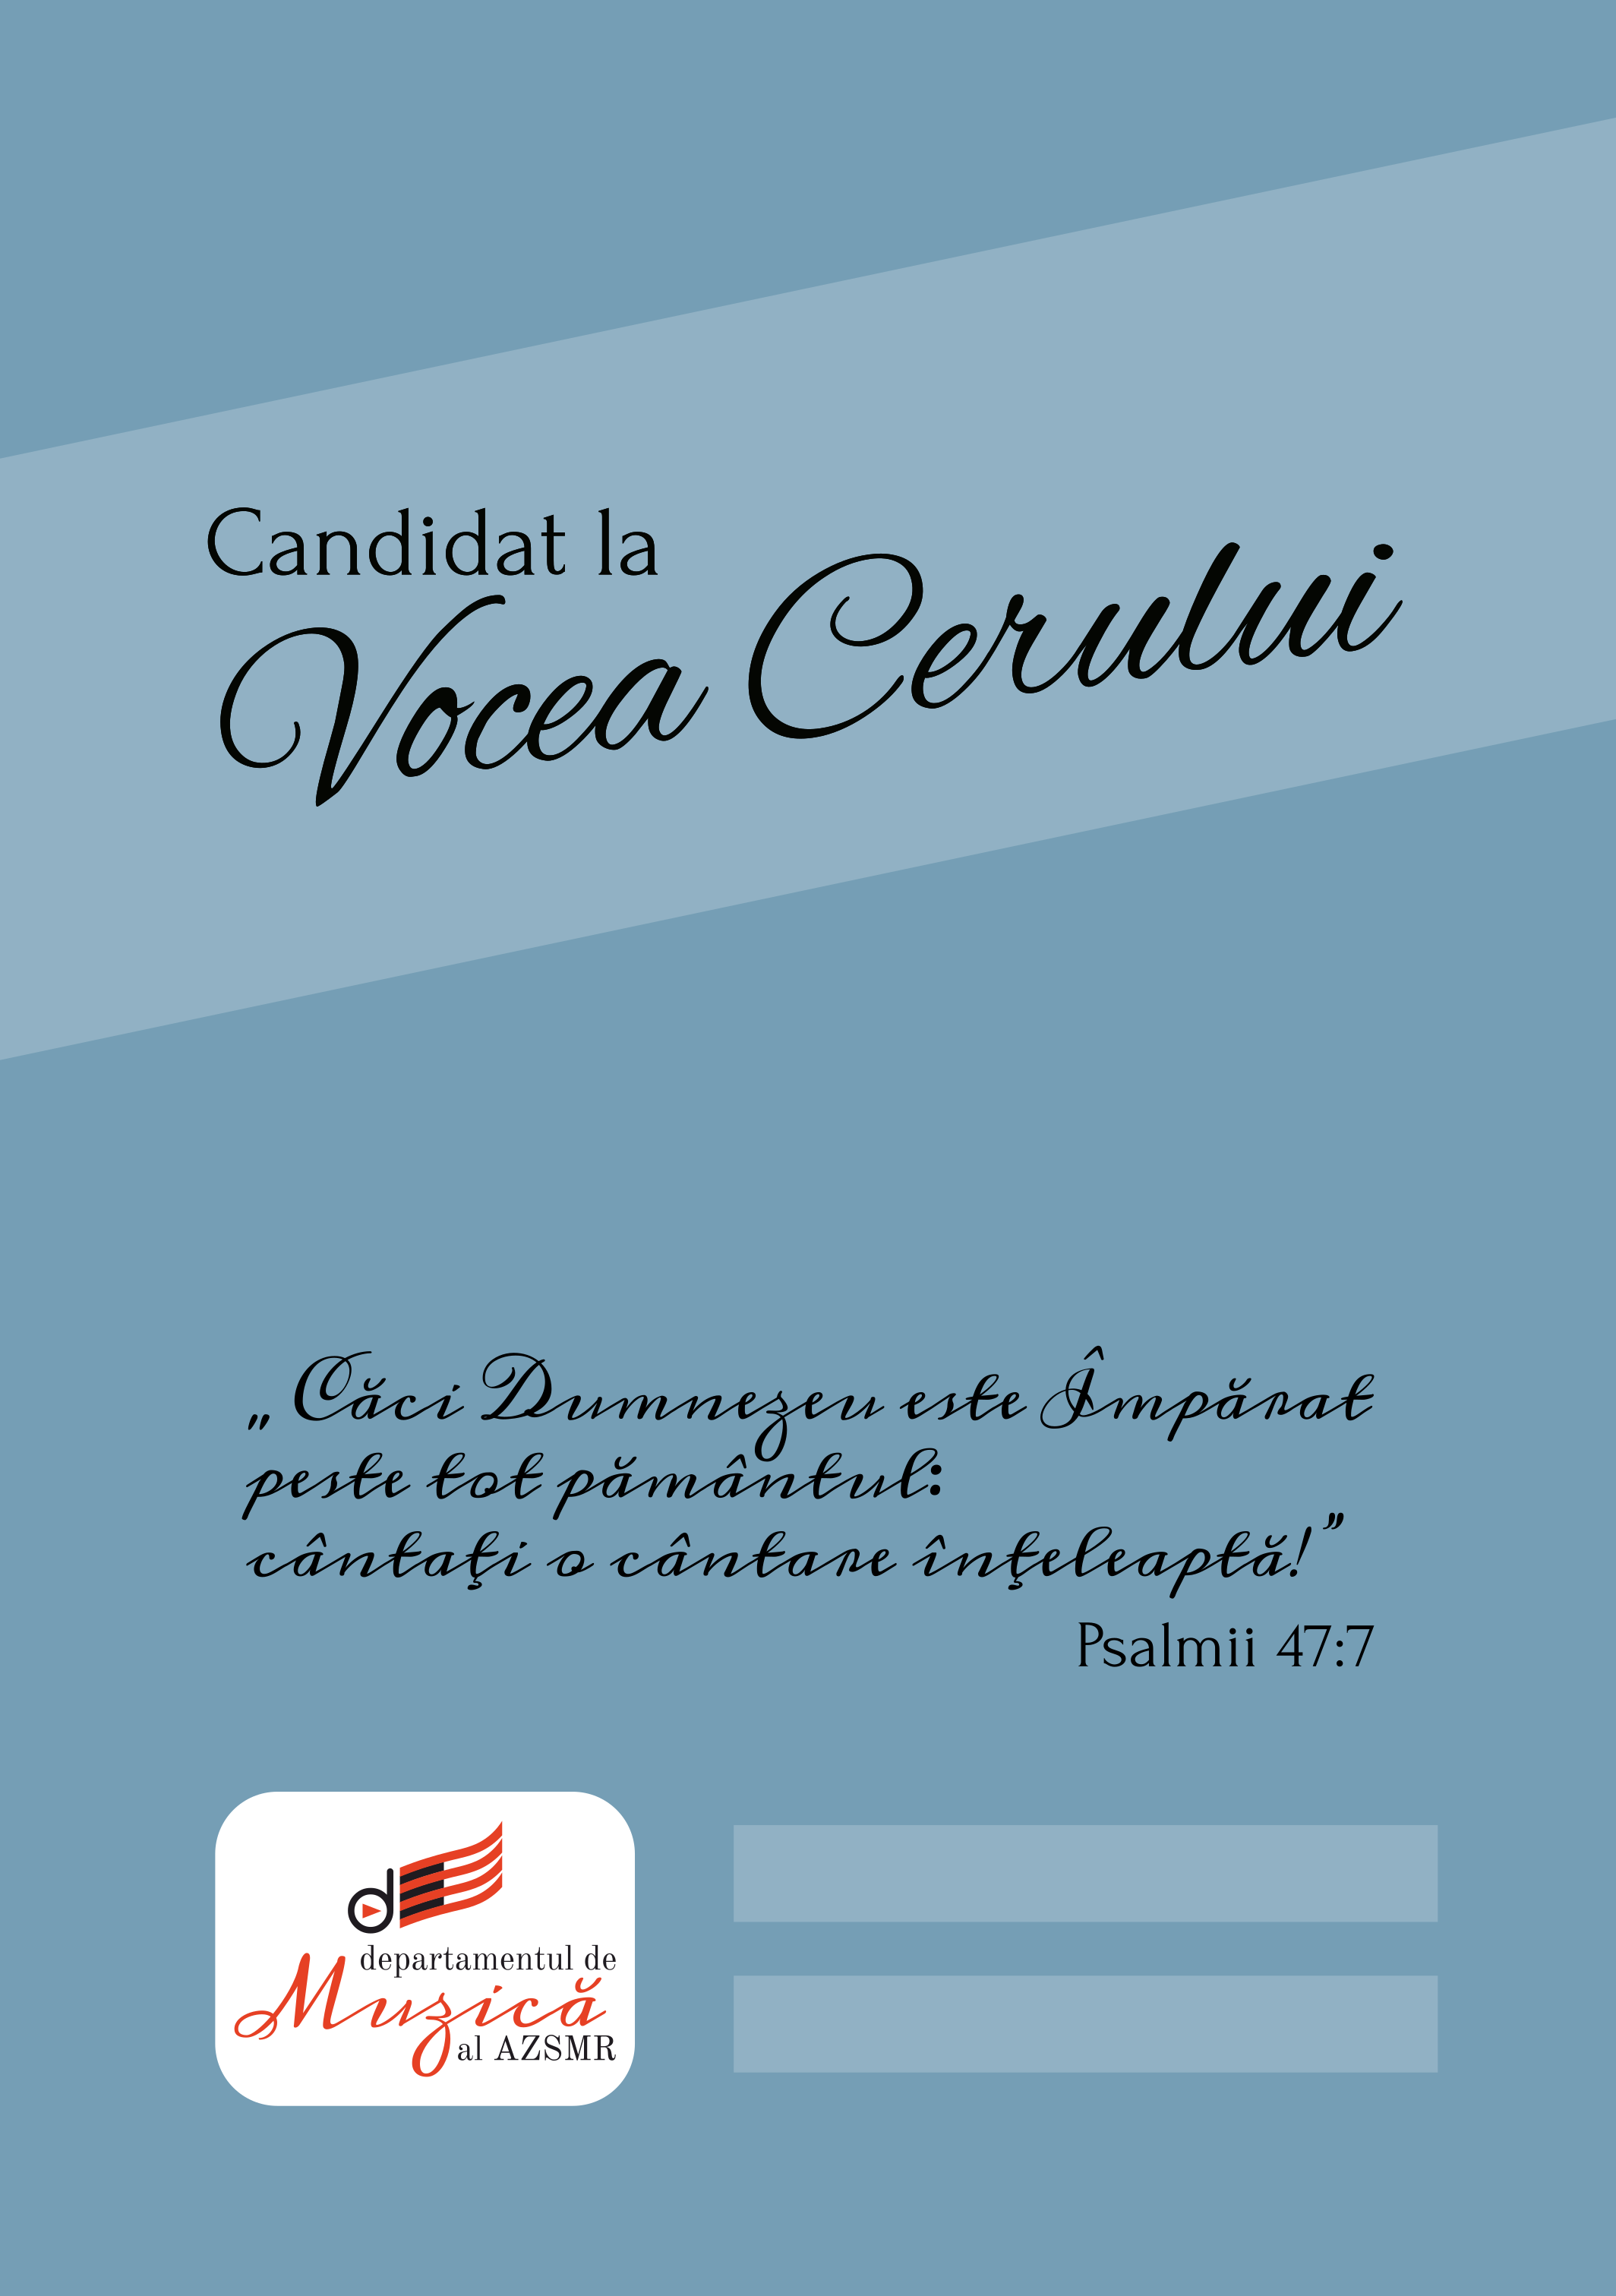 Candidat la
Vocea Cerului
„Căci Dumnezeu este Împărat
peste tot pământul:
cântaţi o cântare înţeleaptă!”
Psalmii 47:7
d
departamentul de
Muzică
al AZSMR